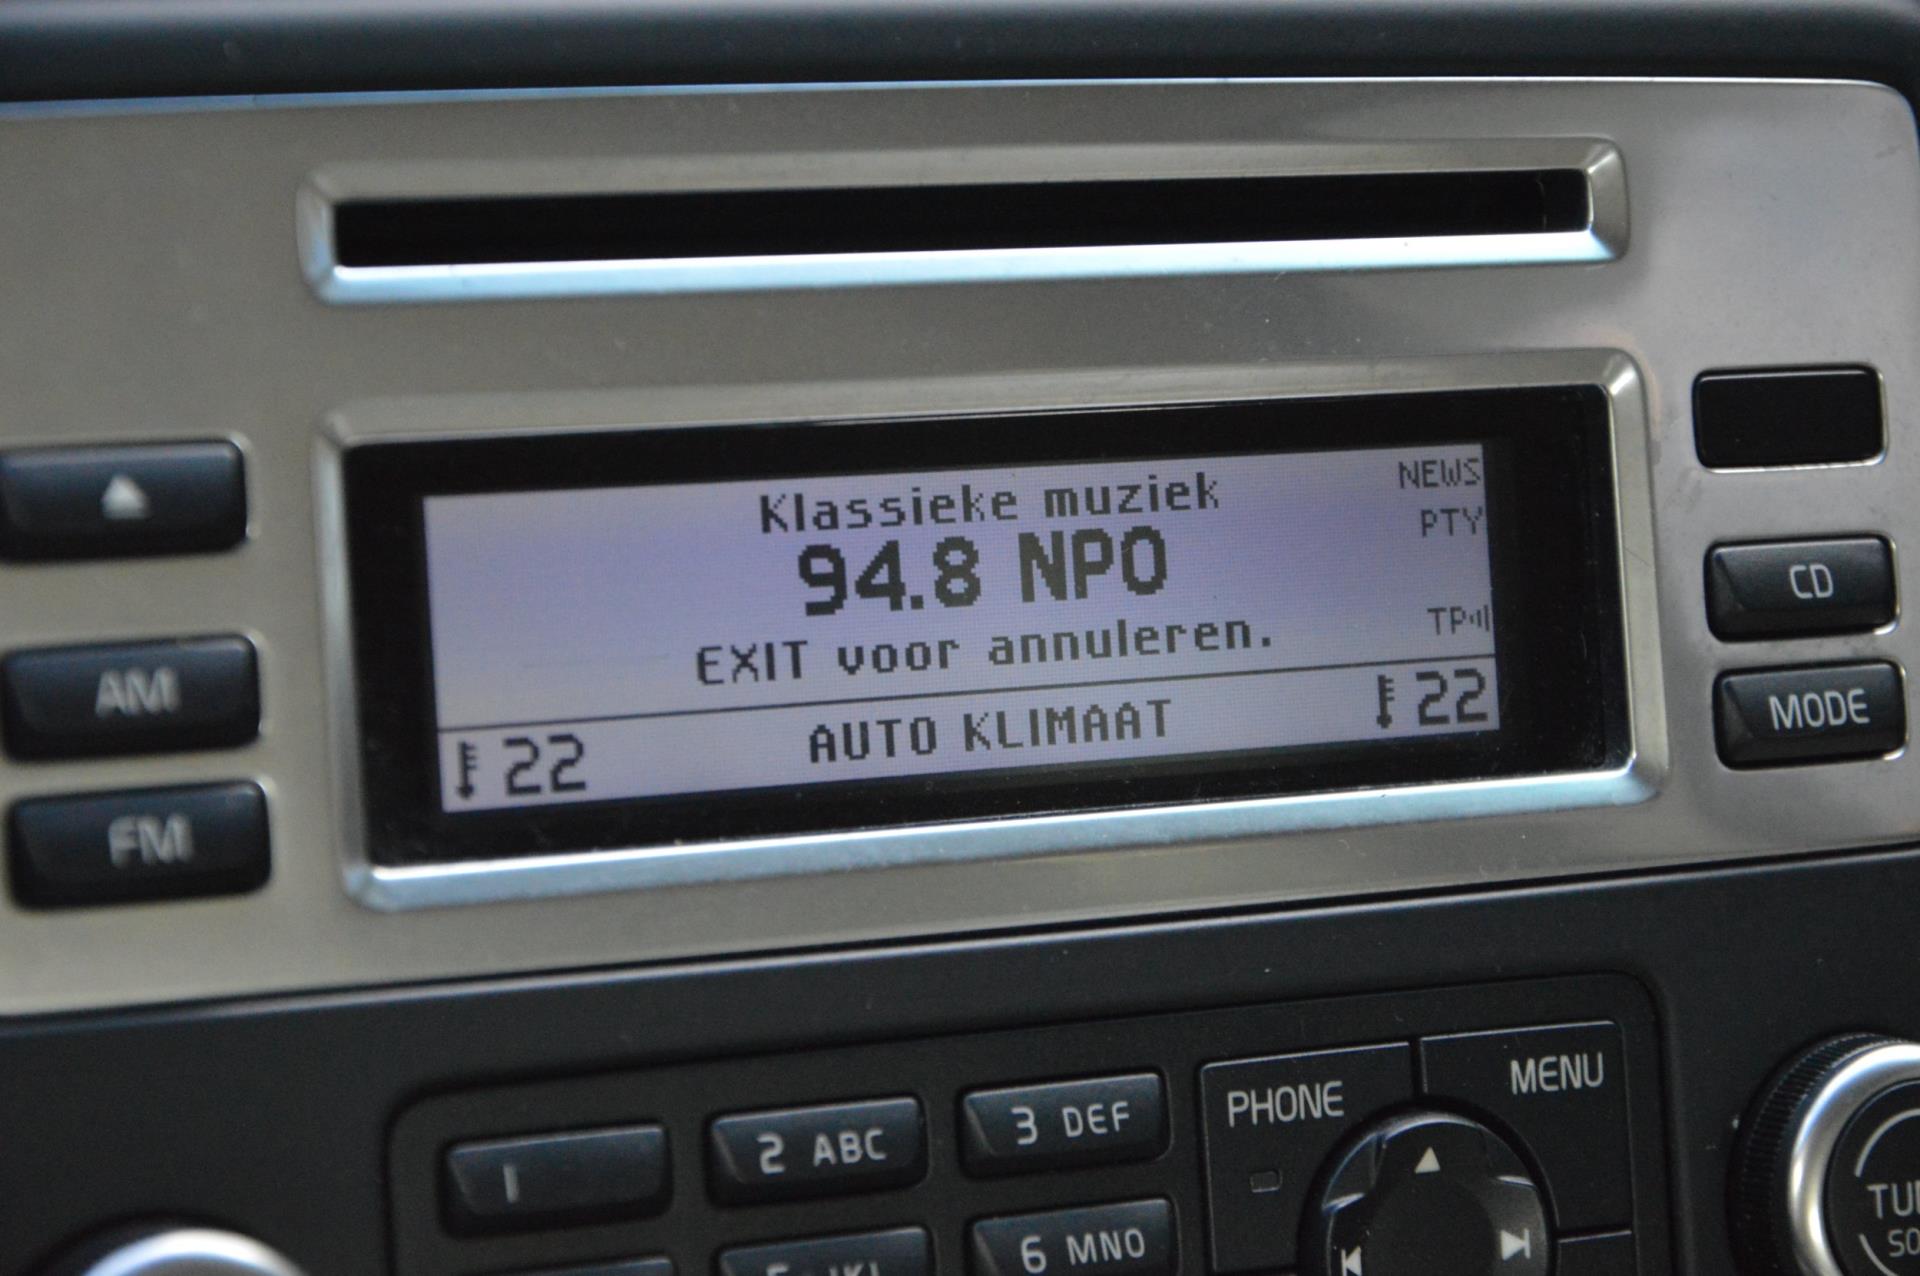 Klassieke muziek
NEWS
94.8 NPO
PTY
EXIT voor annuleren.
TP
22
AUTO KLIMAAT
22
AM
FM
CD
MODE
1
2 ABC
3 DEF
6 MNO
PHONE
MENU